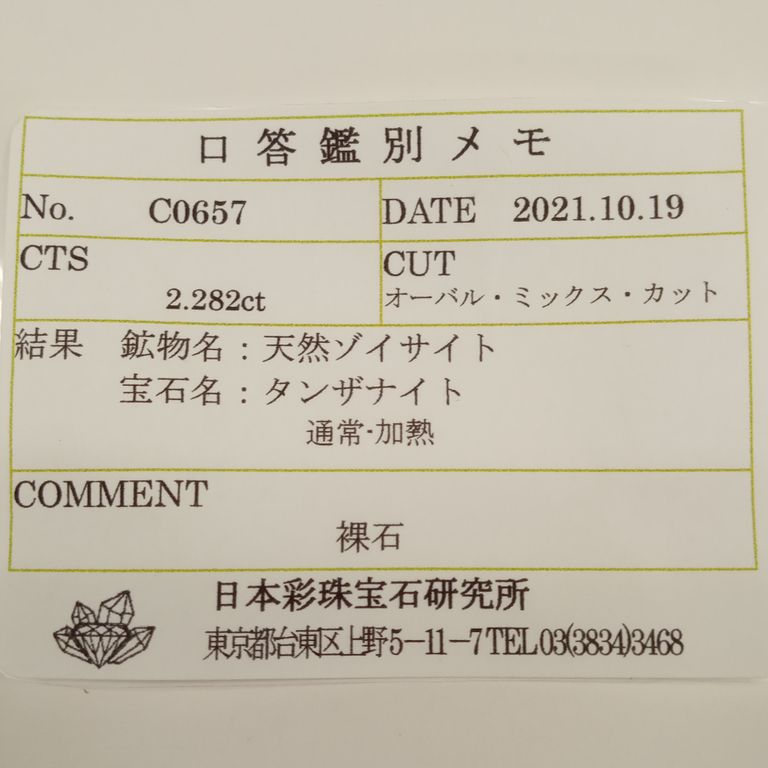 口答鑑別メモ
No. C0657 DATE 2021.10.19
CTS CUT
2.282ct オーバル・ミックス・カット
結果 鉱物名：天然ゾイサイト
宝石名：タンザナイト
通常・加熱
COMMENT
裸石
日本彩珠宝石研究所
東京都台東区上野5-11-7 TEL 03(3834)3468